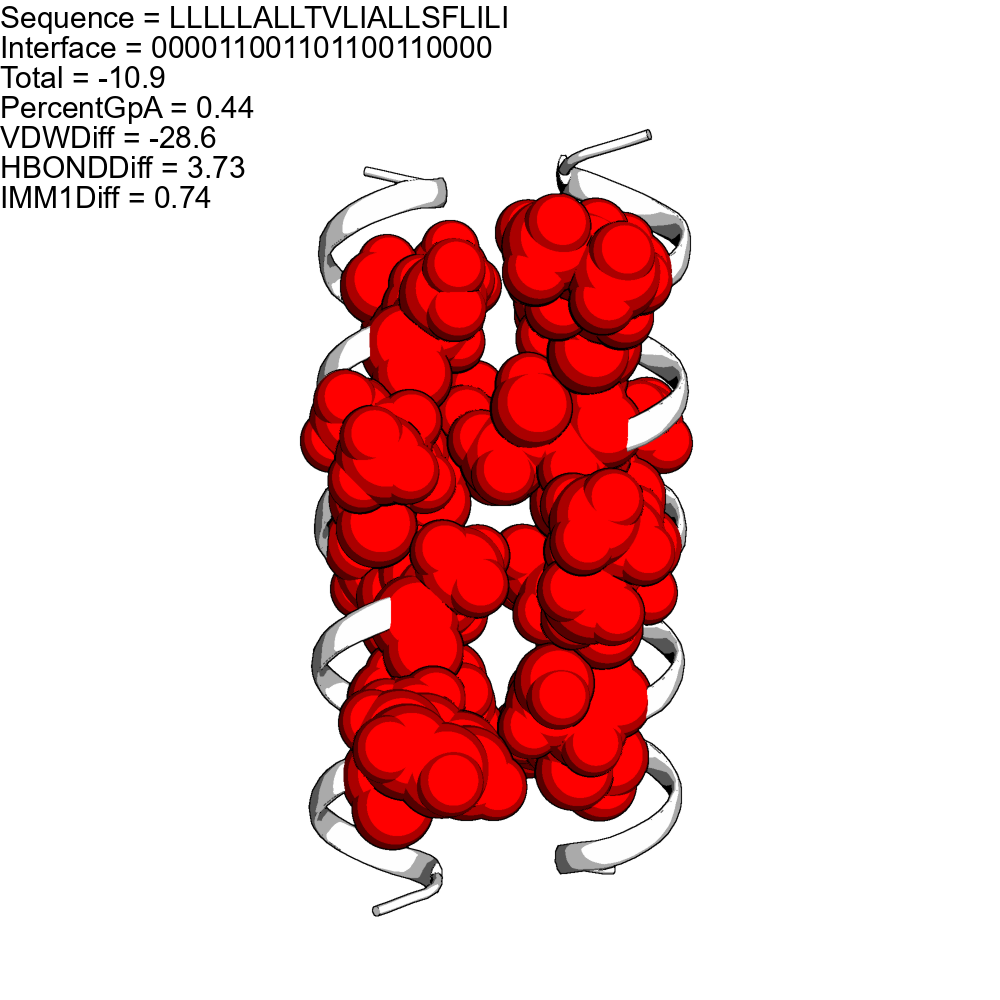 Sequence = LLLLLALLTVLIALLSFLILI
Interface = 000011001101100110000
Total = -10.9
PercentGpA = 0.44
VDWDiff = -28.6
HBONDDiff = 3.73
IMM1Diff = 0.74